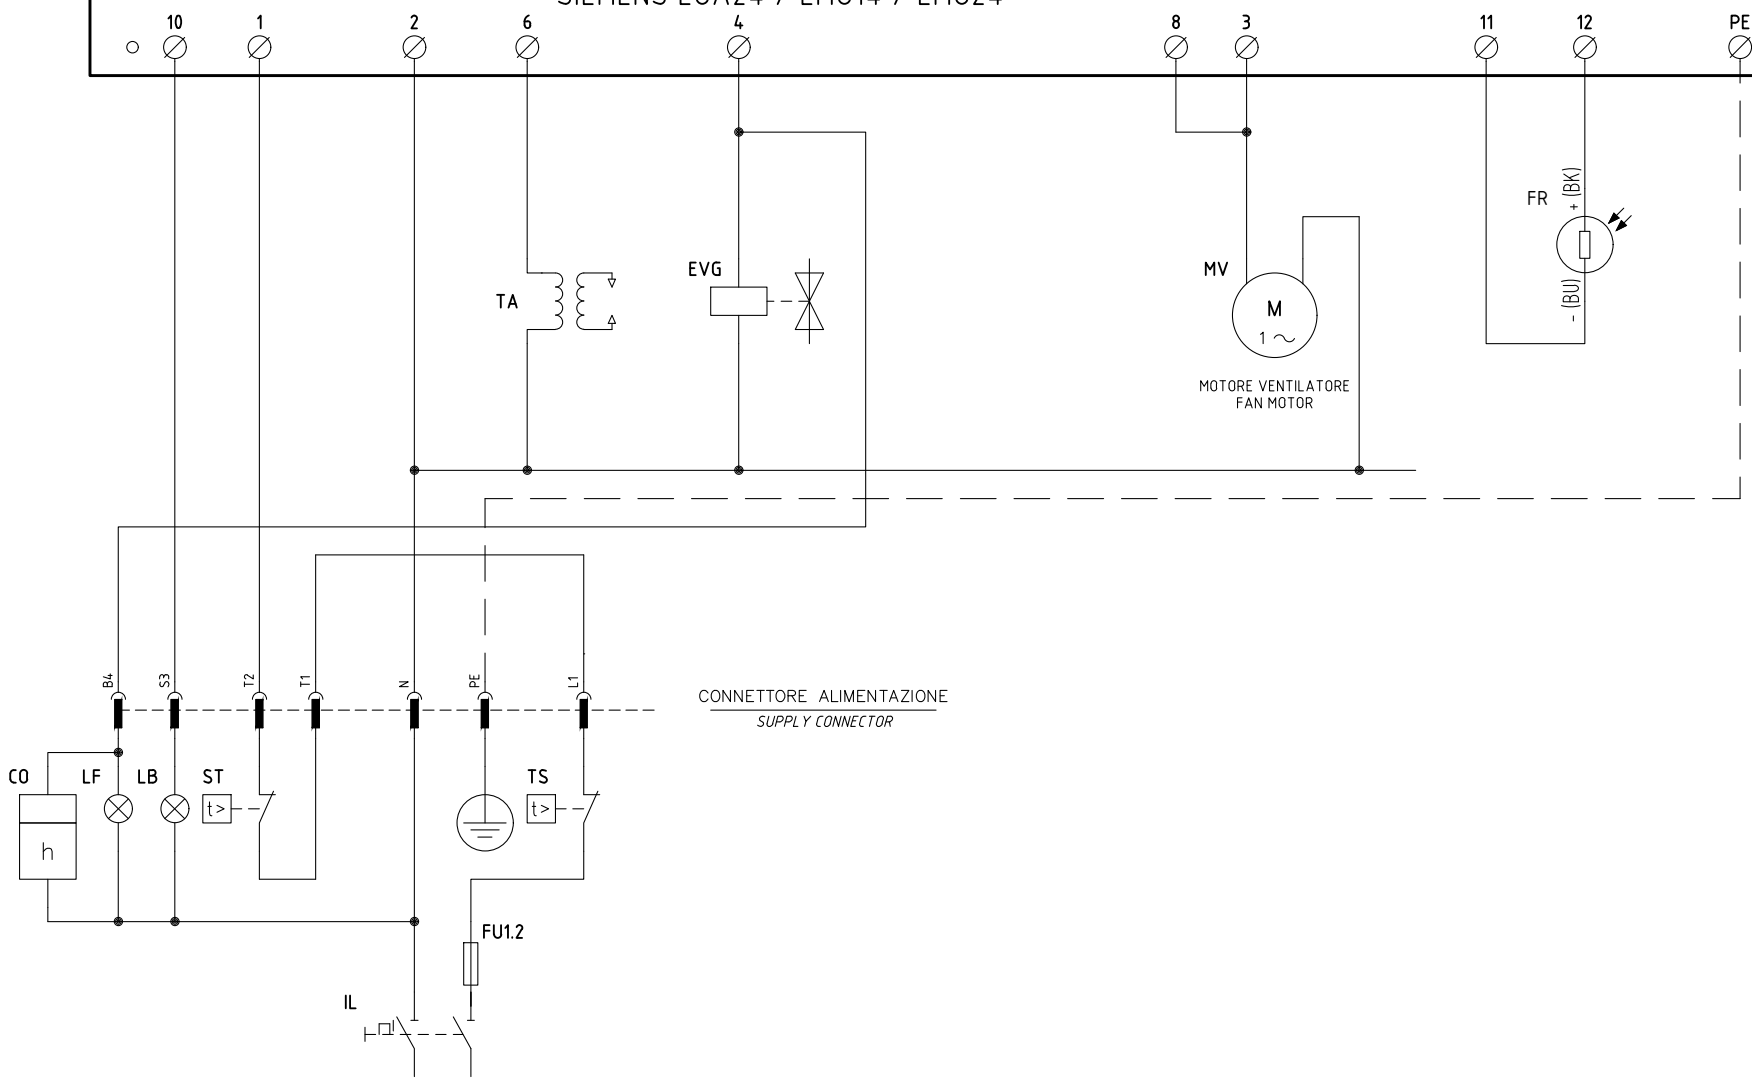 10 1 2 6 4 8 3 11 12 PE
+ (BK)
FR
EVG
MV
TA
M
1
- (BU)
MOTORE VENTILATORE
FAN MOTOR
B4 S3 T2 T1 N PE L1
CONNETTORE ALIMENTAZIONE
SUPPLY CONNECTOR
CO LF LB ST TS
t> t>
h
FU1.2
IL